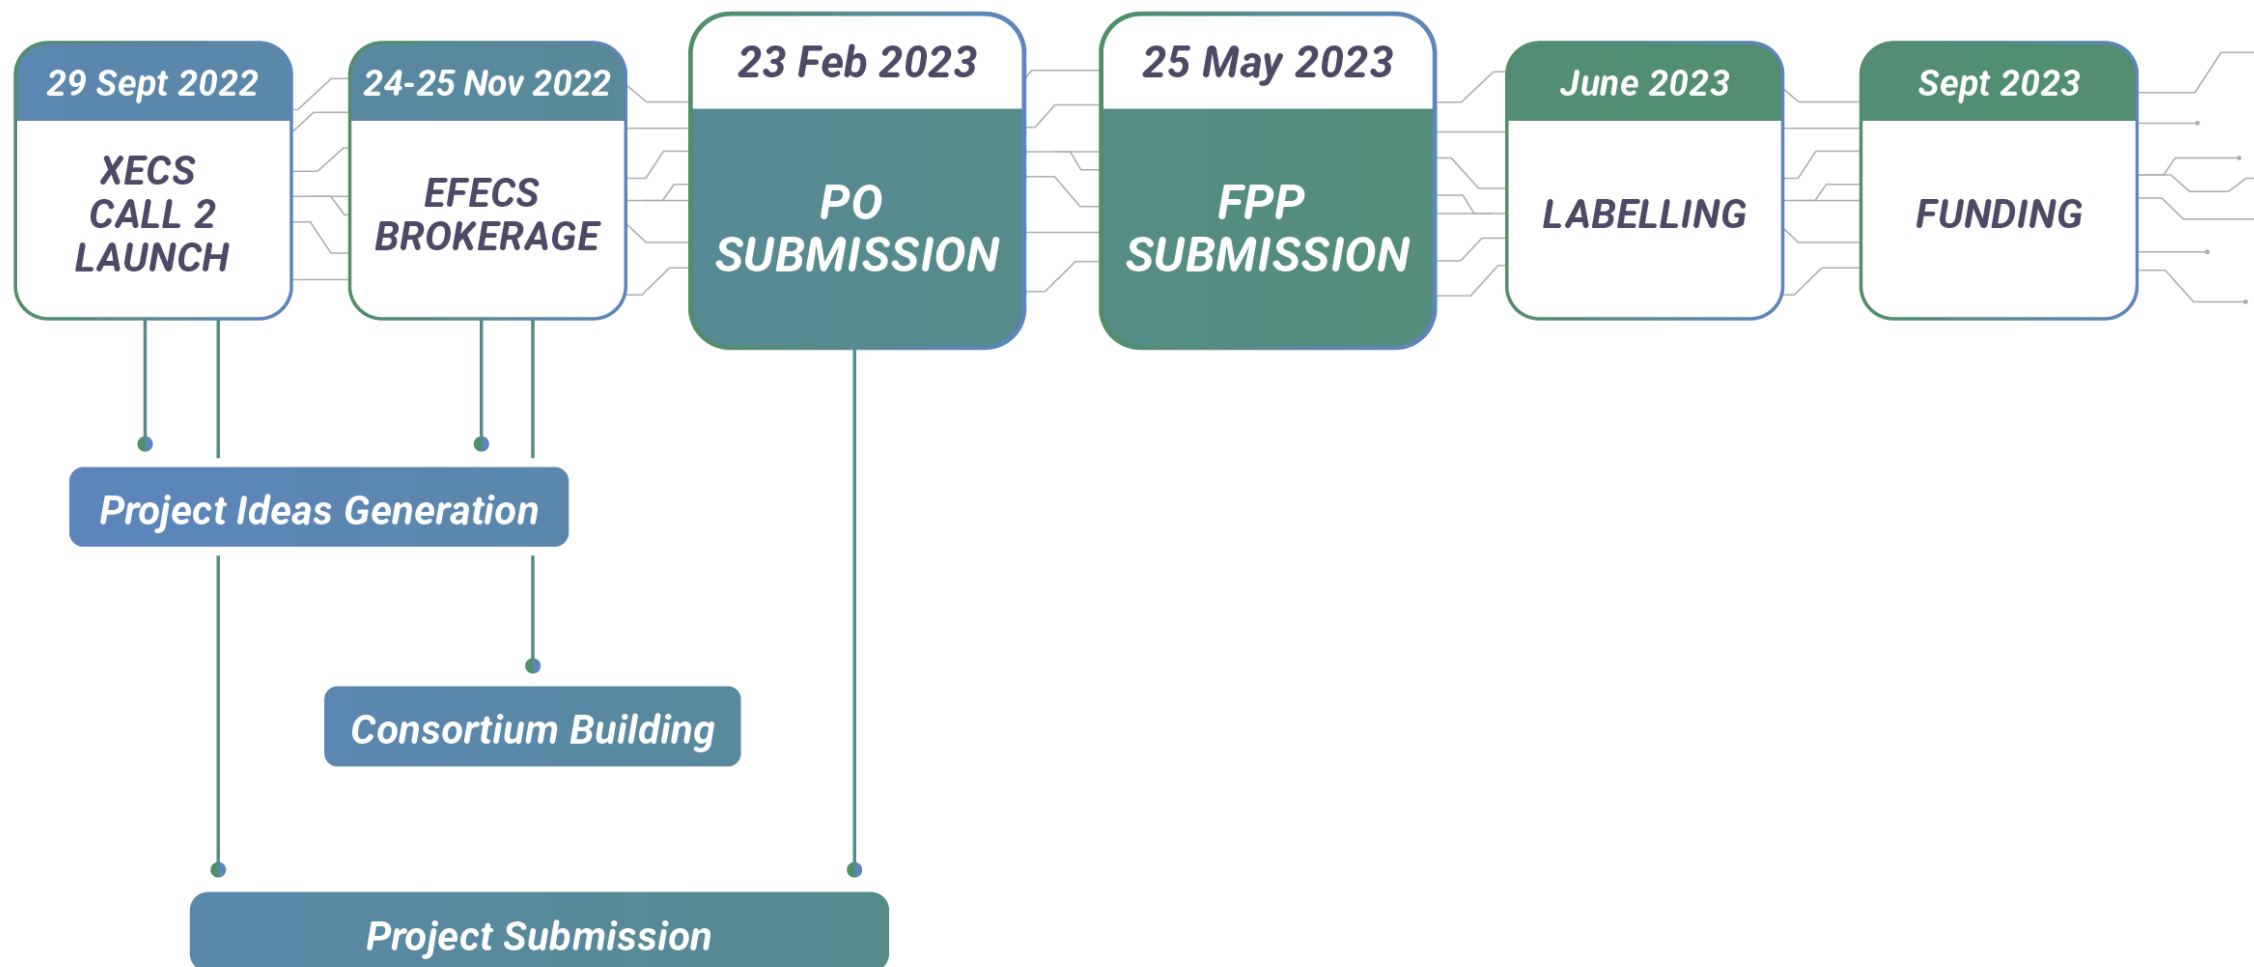 29 Sept 2022
XECS
CALL 2
LAUNCH
24-25 Nov 2022
EFECS
BROKERAGE
23 Feb 2023
PO
SUBMISSION
25 May 2023
FPP
SUBMISSION
June 2023
LABELLING
Sept 2023
FUNDING
Project Ideas Generation
Consortium Building
Project Submission